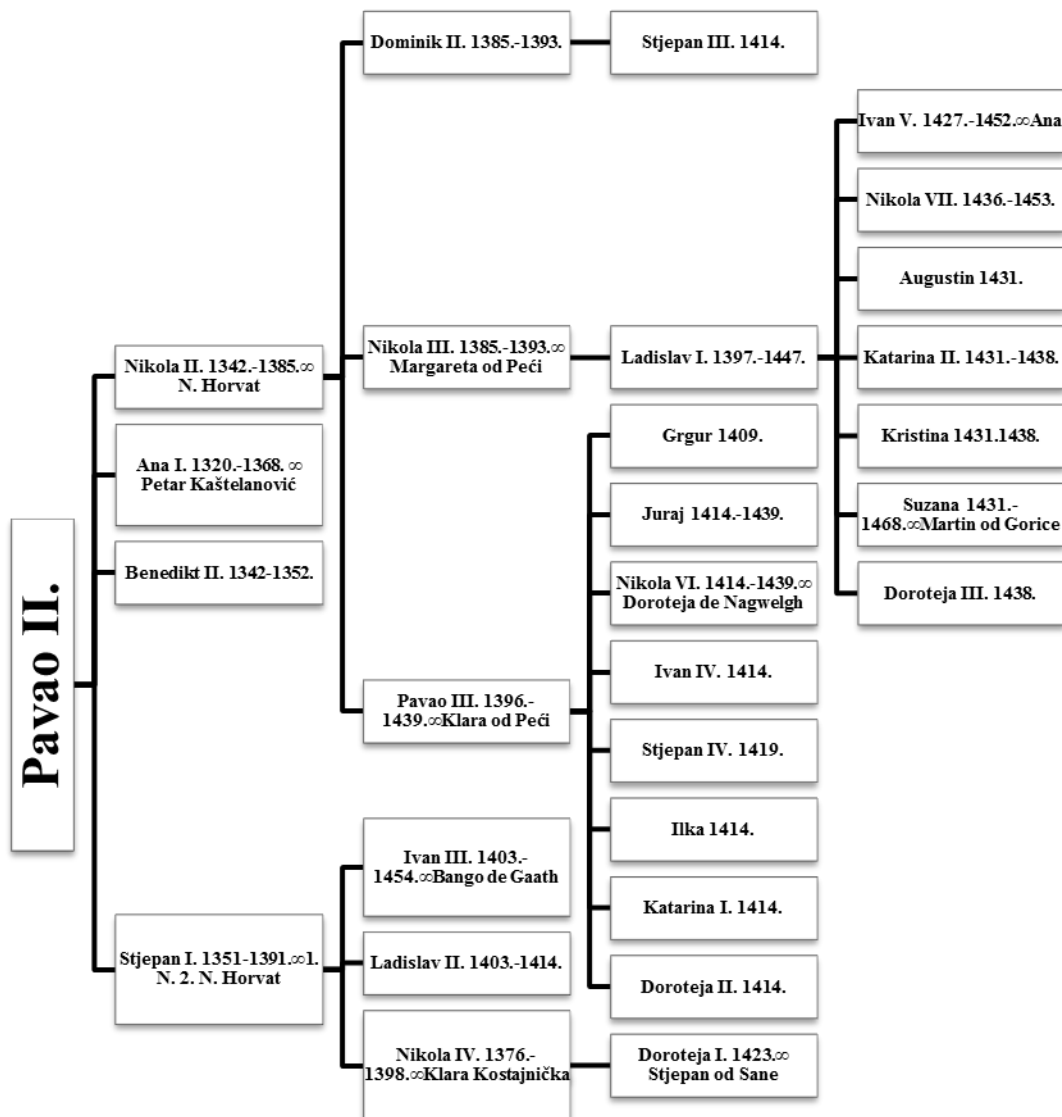 Pavao II.
Nikola II. 1342.-1385.∞
N. Horvat
Ana I. 1320.-1368. ∞
Petar Kaštelanović
Benedikt II. 1342-1352.
Stjepan I. 1351-1391.∞1.
N. 2. N. Horvat
Dominik II. 1385.-1393.
Nikola III. 1385.-1393.∞
Margareta od Peći
Pavao III. 1396.-
1439.∞Klara od Peći
Ivan III. 1403.-
1454.∞Bango de Gaath
Ladislav II. 1403.-1414.
Nikola IV. 1376.-
1398.∞Klara Kostajnička
Stjepan III. 1414.
Ladislav I. 1397.-1447.
Grgur 1409.
Juraj 1414.-1439.
Nikola VI. 1414.-1439.∞
Doroteja de Nagwelgh
Ivan IV. 1414.
Stjepan IV. 1419.
Ilka 1414.
Katarina I. 1414.
Doroteja II. 1414.
Doroteja I. 1423.∞
Stjepan od Sane
Ivan V. 1427.-1452.∞Ana
Nikola VII. 1436.-1453.
Augustin 1431.
Katarina II. 1431.-1438.
Kristina 1431.1438.
Suzana 1431.-
1468.∞Martin od Gorice
Doroteja III. 1438.